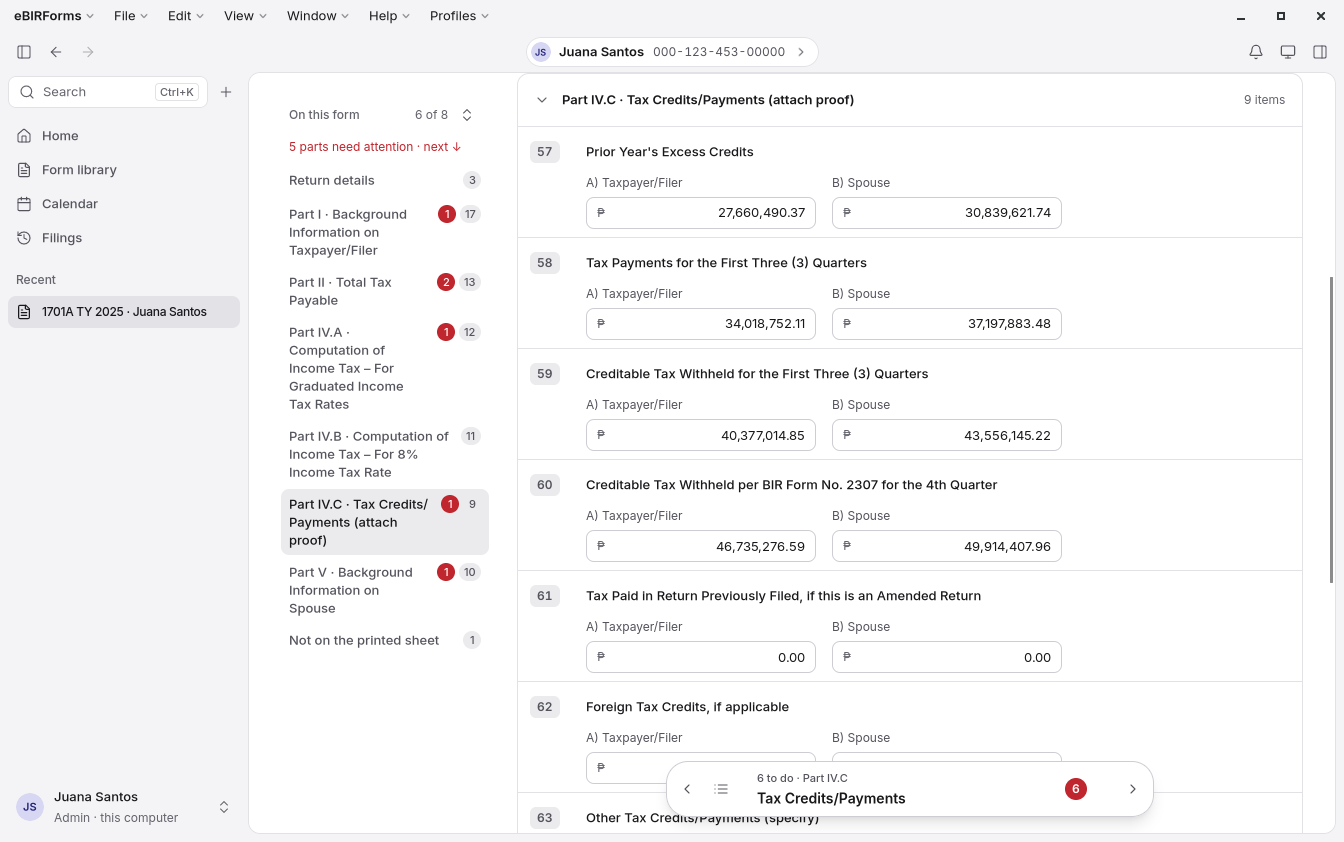 eBIRForms File Edit View Window Help Profiles
JS Juana Santos 000-123-453-00000
Search Ctrl+K
Home
Form library
Calendar
Filings
Recent
1701A TY 2025 · Juana Santos
JS Juana Santos
Admin · this computer
On this form 6 of 8
5 parts need attention · next ↓
Return details 3
Part I · Background 1 17
Information on
Taxpayer/Filer
Part II · Total Tax 2 13
Payable
Part IV.A · 1 12
Computation of
Income Tax – For
Graduated Income
Tax Rates
Part IV.B · Computation of 11
Income Tax – For 8%
Income Tax Rate
Part IV.C · Tax Credits/ 1 9
Payments (attach
proof)
Part V · Background 1 10
Information on
Spouse
Not on the printed sheet 1
Part IV.C · Tax Credits/Payments (attach proof) 9 items
57 Prior Year's Excess Credits
A) Taxpayer/Filer B) Spouse
₱ 27,660,490.37 ₱ 30,839,621.74
58 Tax Payments for the First Three (3) Quarters
A) Taxpayer/Filer B) Spouse
₱ 34,018,752.11 ₱ 37,197,883.48
59 Creditable Tax Withheld for the First Three (3) Quarters
A) Taxpayer/Filer B) Spouse
₱ 40,377,014.85 ₱ 43,556,145.22
60 Creditable Tax Withheld per BIR Form No. 2307 for the 4th Quarter
A) Taxpayer/Filer B) Spouse
₱ 46,735,276.59 ₱ 49,914,407.96
61 Tax Paid in Return Previously Filed, if this is an Amended Return
A) Taxpayer/Filer B) Spouse
₱ 0.00 ₱ 0.00
62 Foreign Tax Credits, if applicable
A) Taxpayer/Filer B) Spouse
₱
63 Other Tax Credits/Payments (specify)
6 to do · Part IV.C
Tax Credits/Payments 6